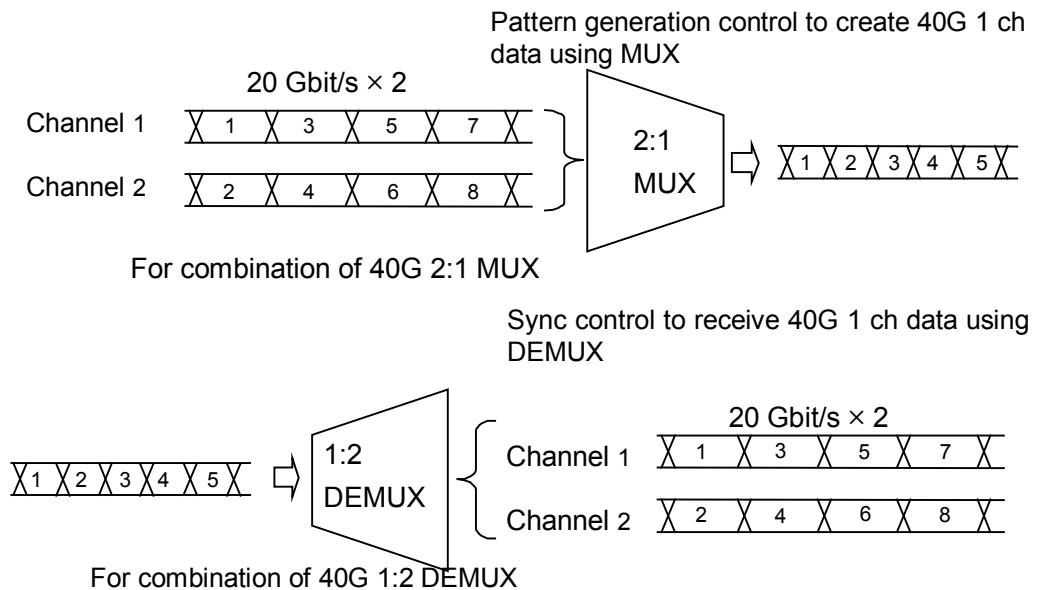 Pattern generation control to create 40G 1 ch
data using MUX
20 Gbit/s × 2
Channel 1
1 3 5 7
2:1
MUX
1 2 3 4 5
Channel 2
2 4 6 8
For combination of 40G 2:1 MUX
Sync control to receive 40G 1 ch data using
DEMUX
20 Gbit/s × 2
1 2 3 4 5
1:2
DEMUX
Channel 1
1 3 5 7
Channel 2
2 4 6 8
For combination of 40G 1:2 DEMUX